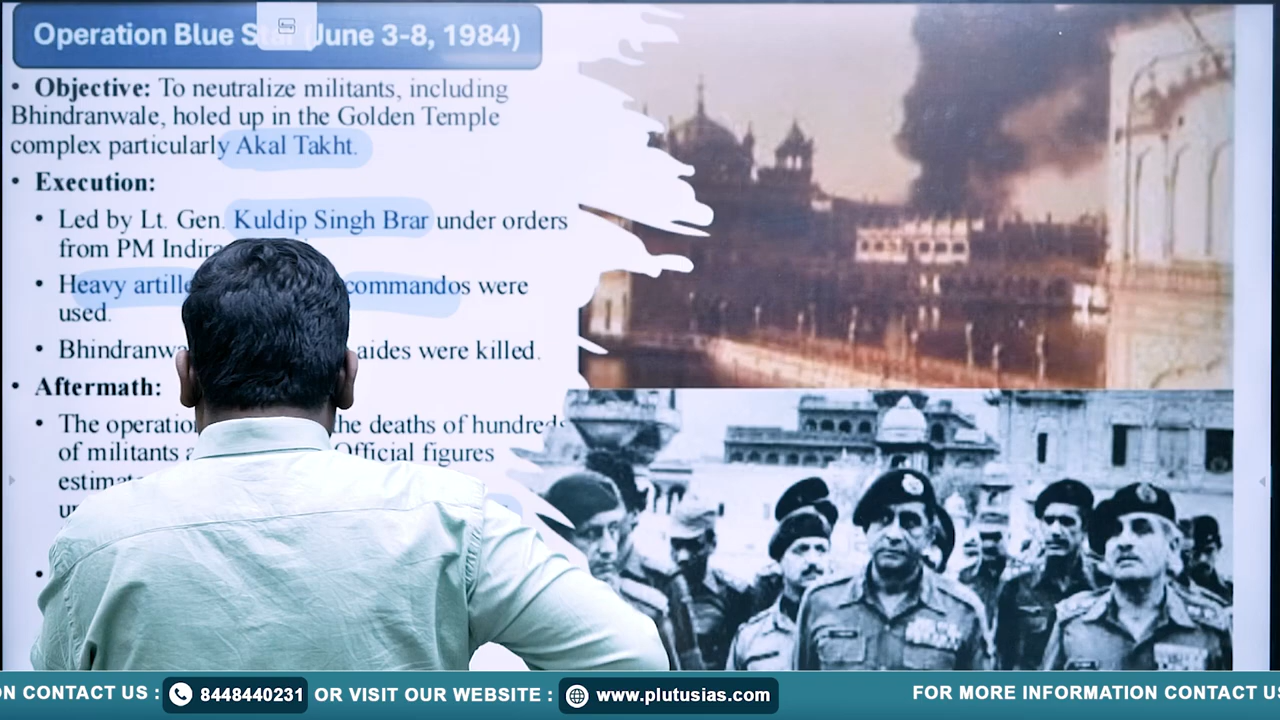 Operation Blue Star (June 3-8, 1984)
• Objective: To neutralize militants, including
Bhindranwale, holed up in the Golden Temple
complex particularly Akal Takht.
• Execution:
• Led by Lt. Gen. Kuldip Singh Brar under orders
from PM
• Heavy commandos were
used.
• aides were killed.
• Aftermath:
• The the deaths of hundreds
of militants Official figures
ON CONTACT US : 8448440231 OR VISIT OUR WEBSITE : www.plutusias.com FOR MORE INFORMATION CONTACT US